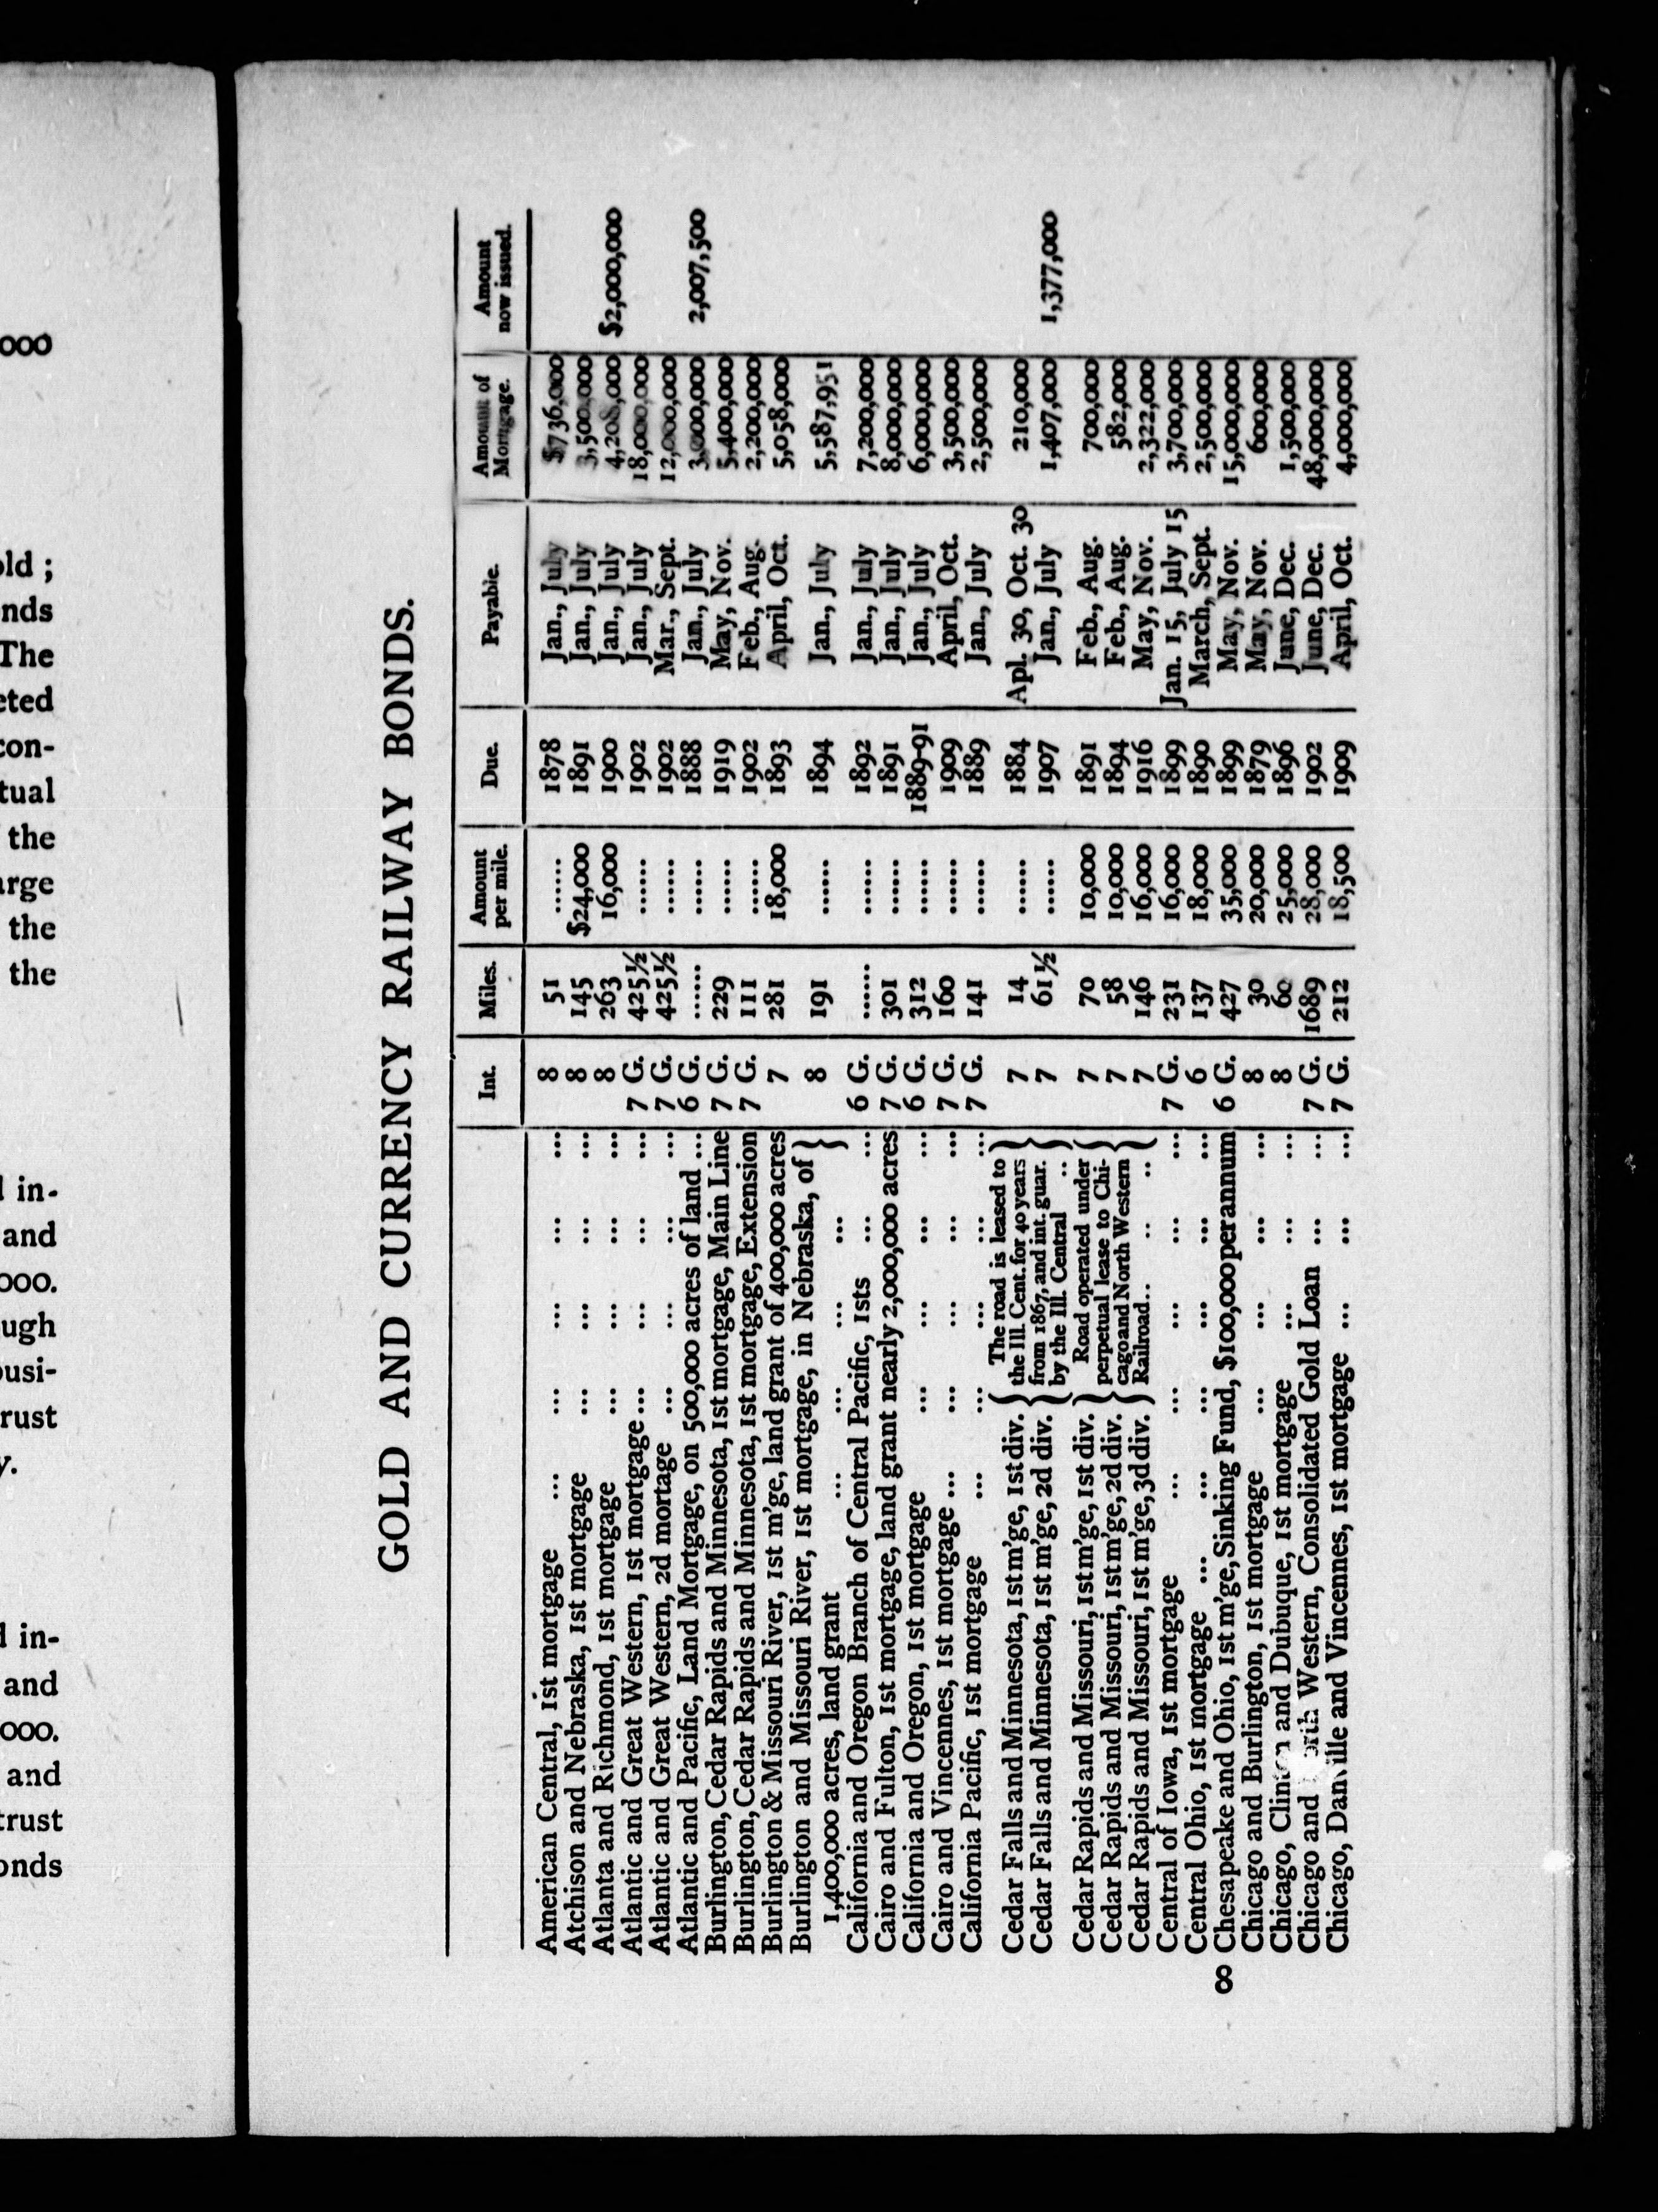 000
old ;
nds
The
eted
con-
tual
the
arge
the
the
l in-
and
000.
ugh
ousi-
rust
y.
d in-
and
000.
and
trust
onds
GOLD AND CURRENCY RAILWAY BONDS.
Int. Miles. Amount per mile. Due. Payable. Amount of Mortgage. Amount now issued.
American Central, 1st mortgage ... ... ... ... ... 8 51 ...... 1878 Jan., July $736,000
Atchison and Nebraska, 1st mortgage ... ... ... ... 8 145 $24,000 1891 Jan., July 3,500,000
Atlanta and Richmond, 1st mortgage ... ... ... ... 8 263 16,000 1900 Jan., July 4,208,000 $2,000,000
Atlantic and Great Western, 1st mortgage ... ... ... ... 7 G. 425½ ...... 1902 Jan., July 18,000,000
Atlantic and Great Western, 2d mortage ... ... ... ... 7 G. 425½ ...... 1902 Mar., Sept. 12,000,000
Atlantic and Pacific, Land Mortgage, on 500,000 acres of land ... 6 G. ...... ...... 1888 Jan., July 3,000,000 2,007,500
Burlington, Cedar Rapids and Minnesota, 1st mortgage, Main Line 7 G. 229 ...... 1919 May, Nov. 5,400,000
Burlington, Cedar Rapids and Minnesota, 1st mortgage, Extension 7 G. 111 ...... 1902 Feb., Aug. 2,200,000
Burlington & Missouri River, 1st m'ge, land grant of 400,000 acres 7 281 18,000 1893 April, Oct. 5,058,000
Burlington and Missouri River, 1st mortgage, in Nebraska, of
1,400,000 acres, land grant ... ... ... ... } 8 191 ...... 1894 Jan., July 5,587,951
California and Oregon Branch of Central Pacific, 1sts ... ... 6 G. ...... ...... 1892 Jan., July 7,200,000
Cairo and Fulton, 1st mortgage, land grant nearly 2,000,000 acres 7 G. 301 ...... 1891 Jan., July 8,000,000
California and Oregon, 1st mortgage ... ... ... ... 6 G. 312 ...... 1889-91 Jan., July 6,000,000
Cairo and Vincennes, 1st mortgage ... ... ... ... ... 7 G. 160 ...... 1909 April, Oct. 3,500,000
California Pacific, 1st mortgage ... ... ... ... ... 7 G. 141 ...... 1889 Jan., July 2,500,000
Cedar Falls and Minnesota, 1st m'ge, 1st div. { The road is leased to the Ill. Cent. for 40 years } 7 14 ...... 1884 Apl. 30, Oct. 30 210,000
Cedar Falls and Minnesota, 1st m'ge, 2d div. { from 1867, and int. guar. by the Ill. Central .. } 7 61½ ...... 1907 Jan., July 1,407,000 1,377,000
Cedar Rapids and Missouri, 1st m'ge, 1st div. { Road operated under } 7 70 10,000 1891 Feb., Aug. 700,000
Cedar Rapids and Missouri, 1st m'ge, 2d div. { perpetual lease to Chi- } 7 58 10,000 1894 Feb., Aug. 582,000
Cedar Rapids and Missouri, 1st m'ge, 3d div. { cago and North Western Railroad.. .. .. } 7 146 16,000 1916 May, Nov. 2,322,000
Central of Iowa, 1st mortgage ... ... ... ... ... 7 G. 231 16,000 1899 Jan. 15, July 15 3,700,000
Central Ohio, 1st mortgage ... ... ... ... ... ... 6 137 18,000 1890 March, Sept. 2,500,000
Chesapeake and Ohio, 1st m'ge, Sinking Fund, $100,000 per annum 6 G. 427 35,000 1899 May, Nov. 15,000,000
Chicago and Burlington, 1st mortgage ... ... ... ... 8 30 20,000 1879 May, Nov. 600,000
Chicago, Clinton and Dubuque, 1st mortgage ... ... ... 8 60 25,000 1896 June, Dec. 1,500,000
Chicago and North Western, Consolidated Gold Loan ... ... 7 G. 1689 28,000 1902 June, Dec. 48,000,000
Chicago, Danville and Vincennes, 1st mortgage ... ... ... 7 G. 212 18,500 1909 April, Oct. 4,000,000
8